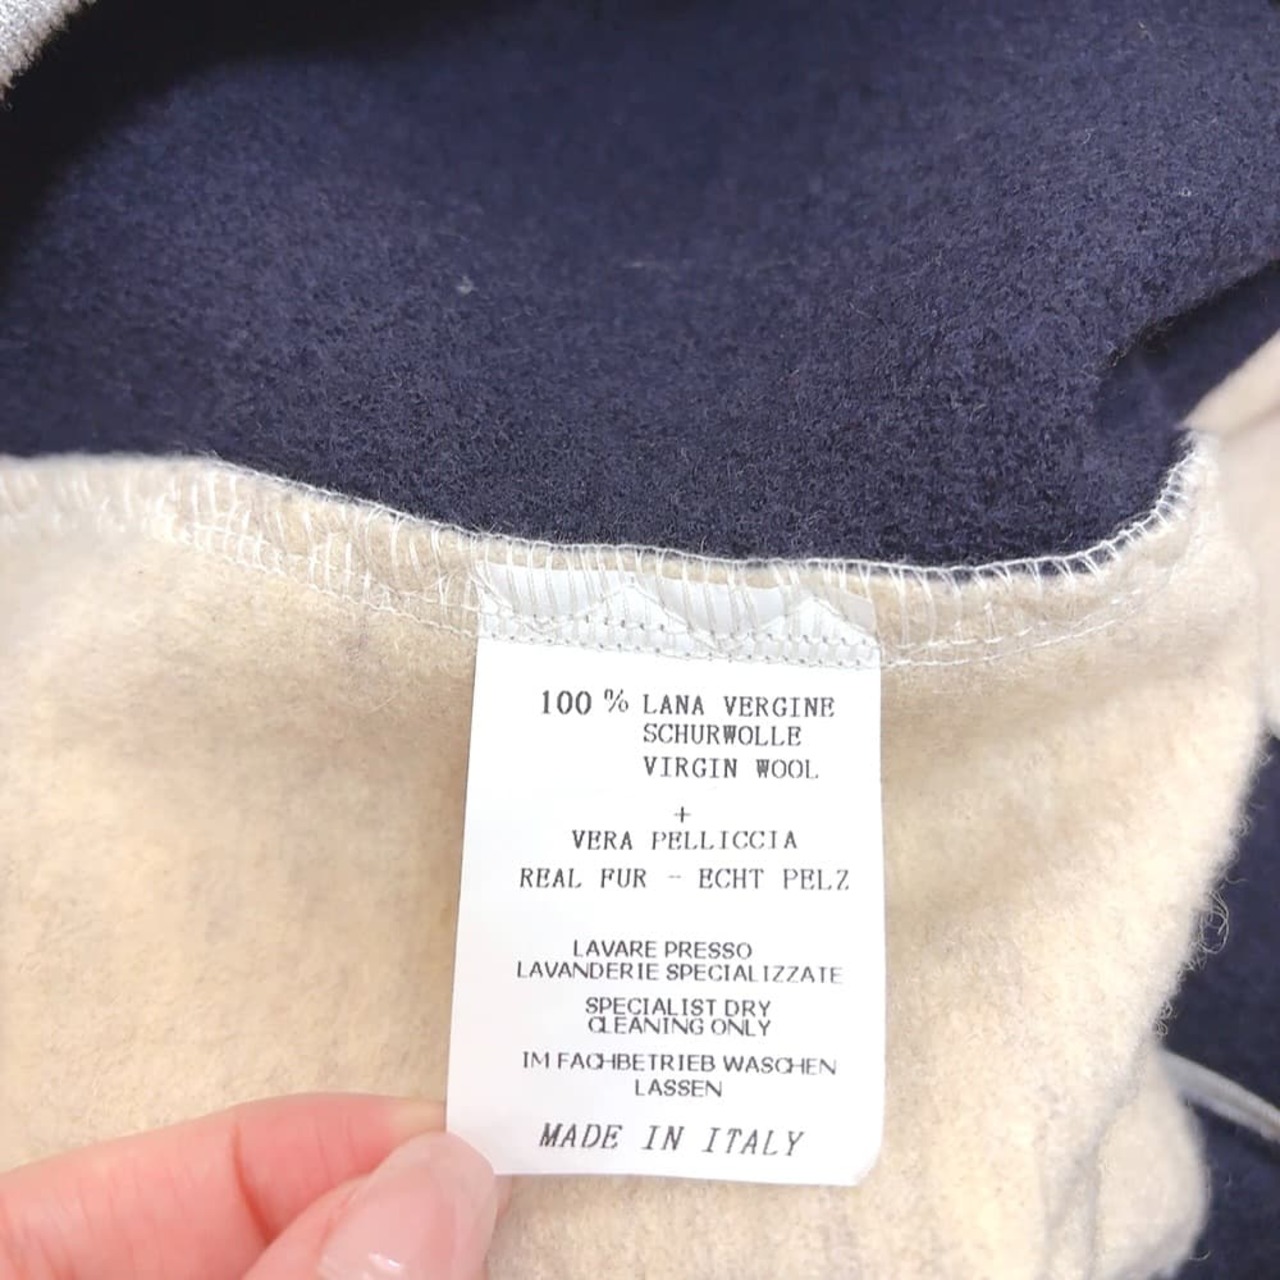 100 % LANA VERGINE
SCHURWOLLE
VIRGIN WOOL
+
VERA PELLICCIA
REAL FUR - ECHT PELZ
LAVARE PRESSO
LAVANDERIE SPECIALIZZATE
SPECIALIST DRY
CLEANING ONLY
IM FACHBETRIEB WASCHEN
LASSEN
MADE IN ITALY